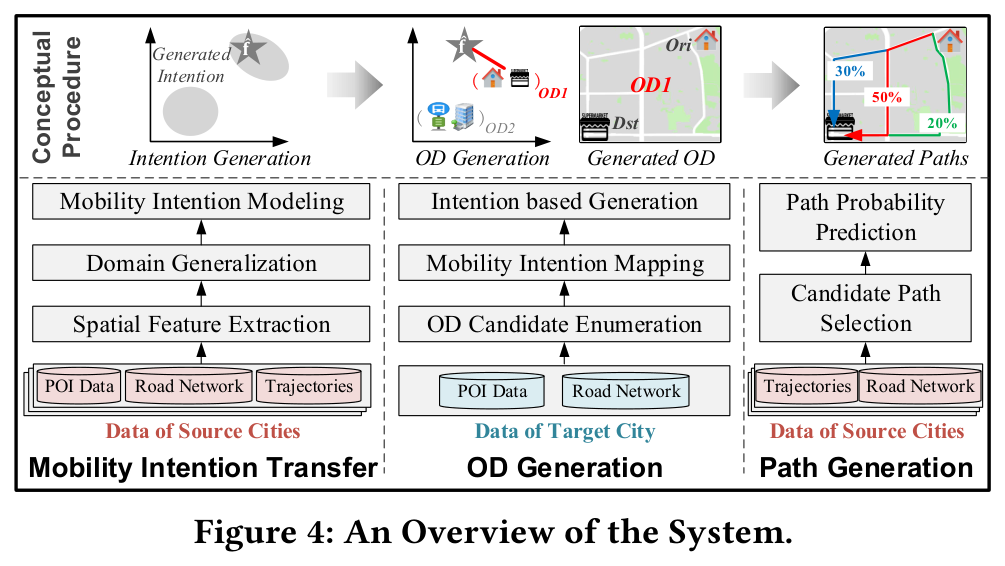 Conceptual
Procedure
Generated
Intention
f̂
Intention Generation
f̂
( ) OD1
( ) OD2
OD Generation
Ori
OD1
SUPERMARKET
Dst
Generated OD
30%
50%
20%
Generated Paths
Mobility Intention Modeling
Domain Generalization
Spatial Feature Extraction
POI Data
Road Network
Trajectories
Data of Source Cities
Mobility Intention Transfer
Intention based Generation
Mobility Intention Mapping
OD Candidate Enumeration
POI Data
Road Network
Data of Target City
OD Generation
Path Probability
Prediction
Candidate Path
Selection
Trajectories
Road Network
Data of Source Cities
Path Generation
Figure 4: An Overview of the System.